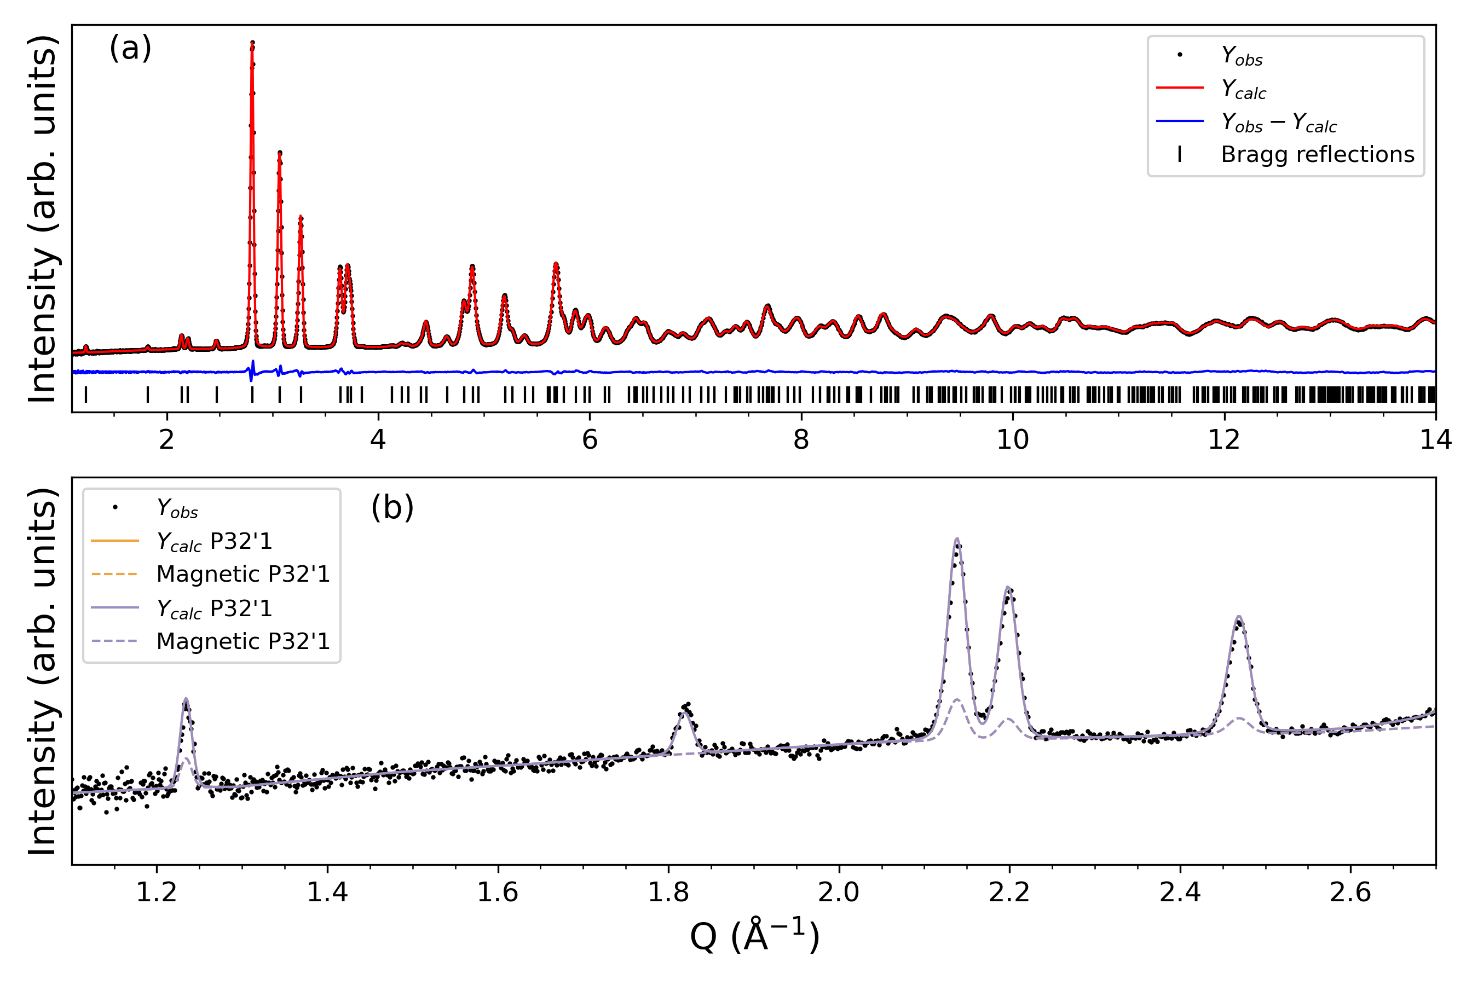 (a)
Intensity (arb. units)
Y_obs
Y_calc
Y_obs − Y_calc
Bragg reflections
2 4 6 8 10 12 14
(b)
Intensity (arb. units)
Y_obs
Y_calc P32'1
Magnetic P32'1
Y_calc P32'1
Magnetic P32'1
1.2 1.4 1.6 1.8 2.0 2.2 2.4 2.6
Q (Å⁻¹)